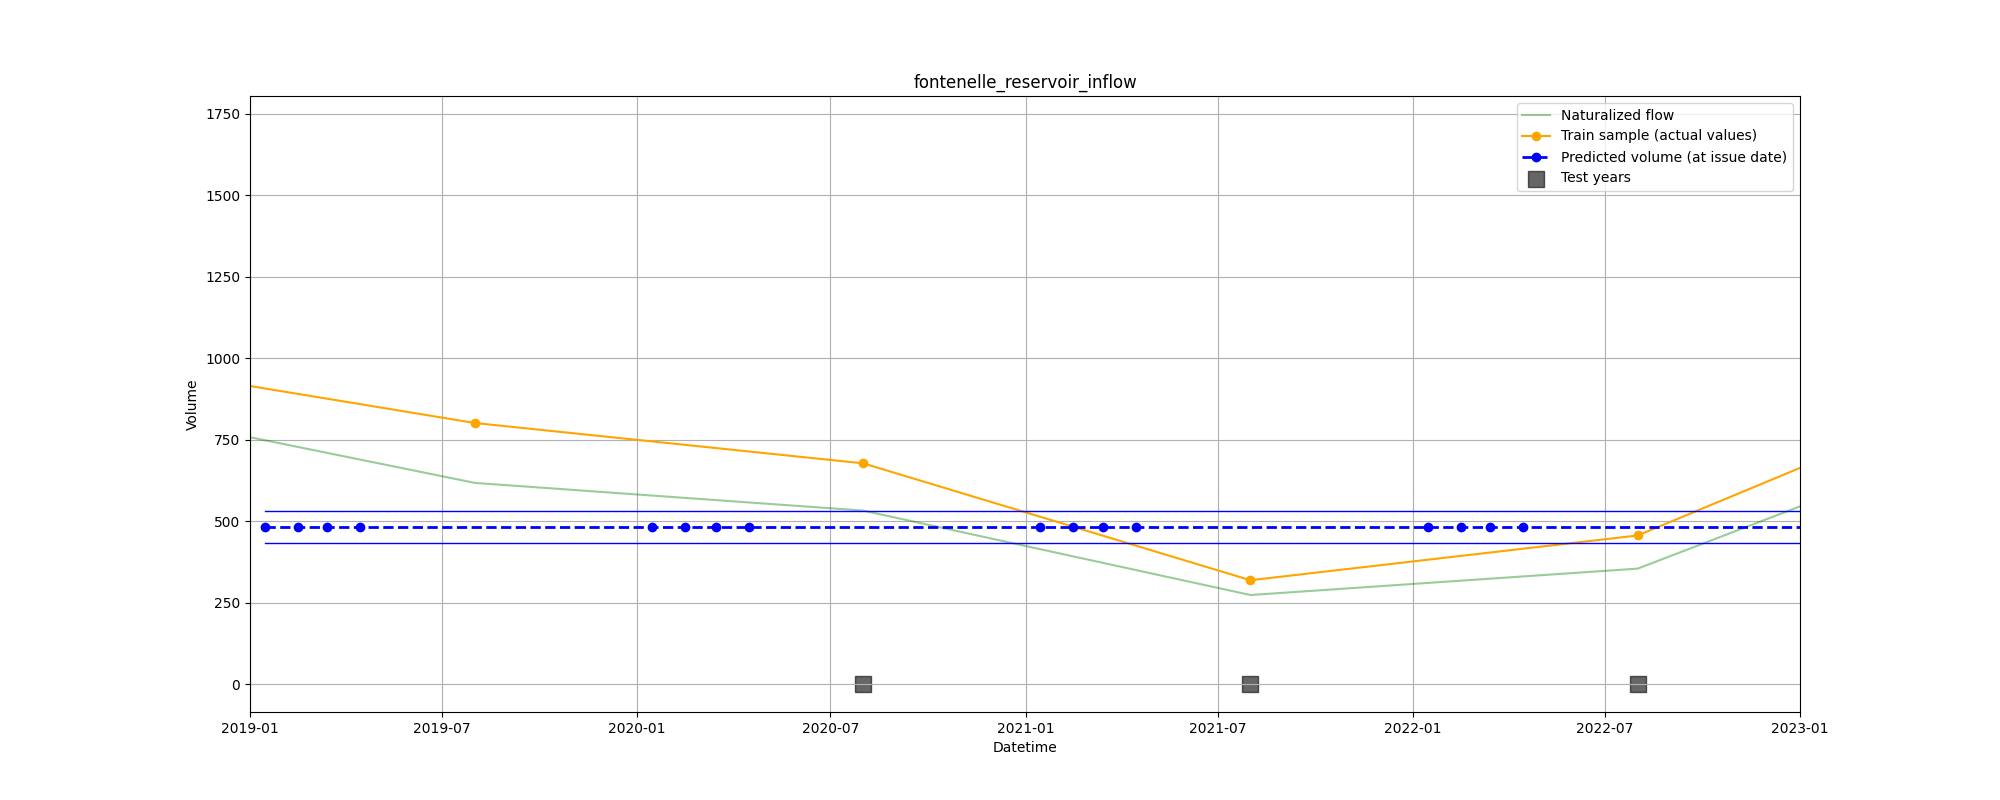 fontenelle_reservoir_inflow
Naturalized flow
Train sample (actual values)
Predicted volume (at issue date)
Test years
1750
1500
1250
1000
750
500
250
0
Volume
2019-01 2019-07 2020-01 2020-07 2021-01 2021-07 2022-01 2022-07 2023-01
Datetime